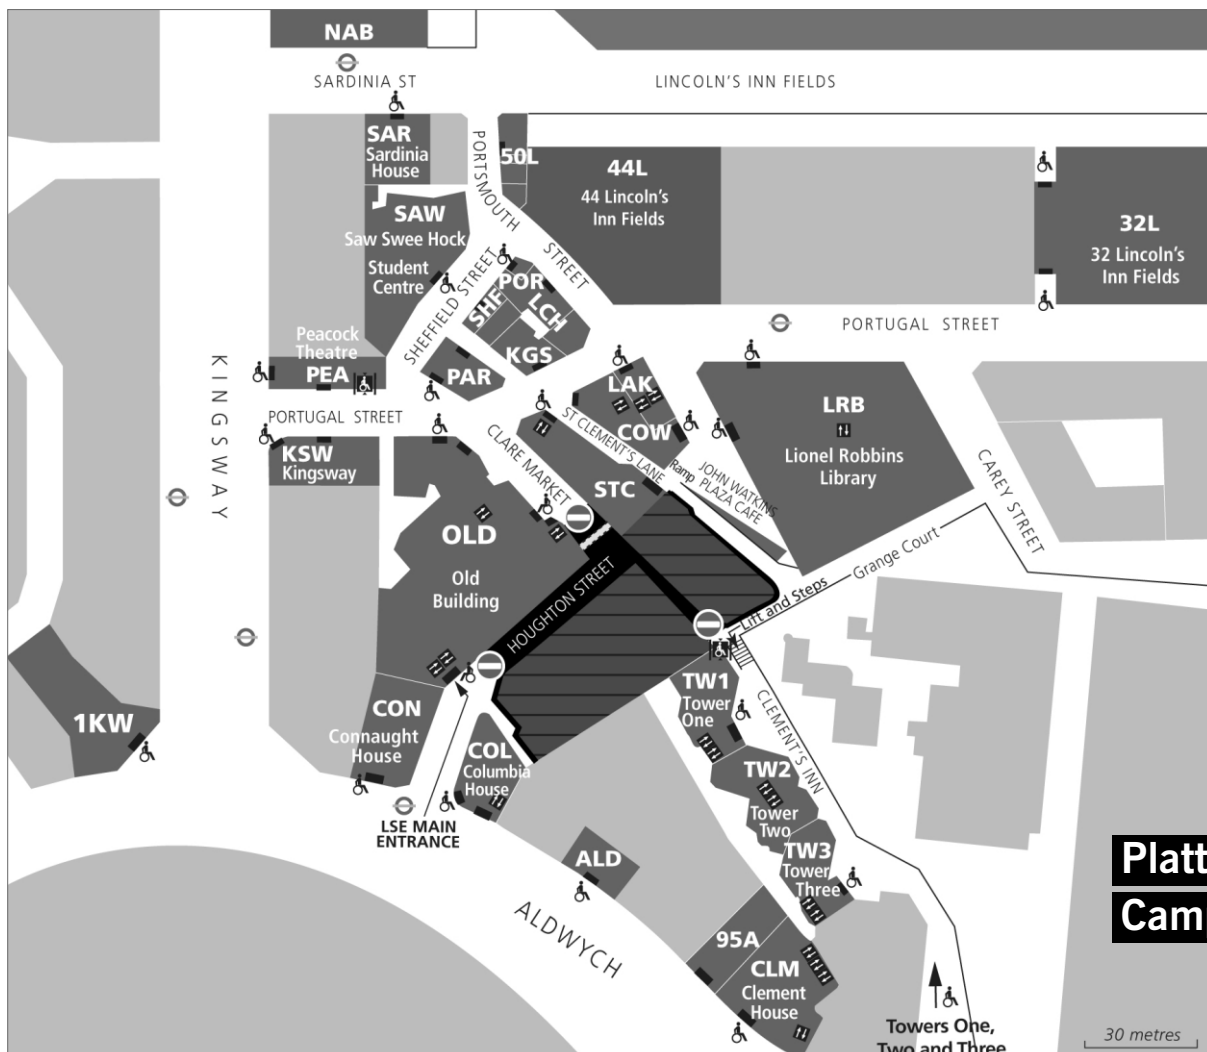 NAB
SARDINIA ST
LINCOLN'S INN FIELDS
SAR
Sardinia
House
PORTSMOUTH
STREET
50L
44L
44 Lincoln's
Inn Fields
32L
32 Lincoln's
Inn Fields
SAW
Saw Swee Hock
Student
Centre
SHEFFIELD STREET
POR
SHF
LCH
KGS
PAR
Peacock
Theatre
PEA
PORTUGAL STREET
PORTUGAL STREET
KINGSWAY
KSW
Kingsway
LAK
COW
ST CLEMENT'S LANE
Ramp
JOHN WATKINS
PLAZA CAFE
LRB
Lionel Robbins
Library
CAREY STREET
CLARE MARKET
STC
OLD
Old
Building
HOUGHTON STREET
Grange Court
Lift and Steps
CLEMENT'S INN
TW1
Tower
One
TW2
Tower
Two
TW3
Tower
Three
1KW
CON
Connaught
House
COL
Columbia
House
LSE MAIN
ENTRANCE
ALD
ALDWYCH
95A
CLM
Clement
House
Platt
Cam
Towers One,
Two and Three
30 metres